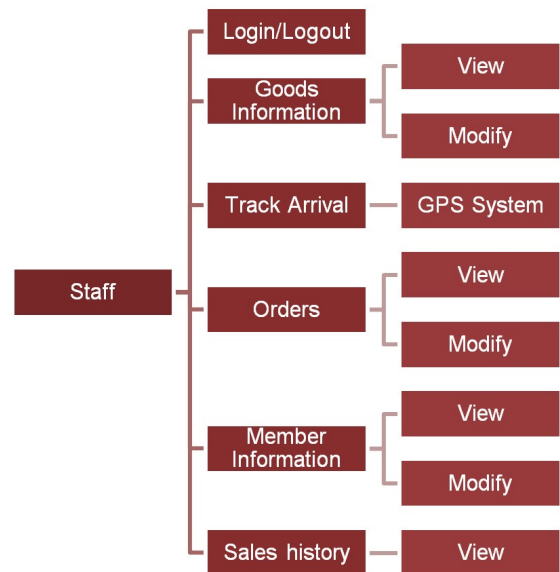 Staff
Login/Logout
Goods
Information
View
Modify
Track Arrival
GPS System
Orders
View
Modify
Member
Information
View
Modify
Sales history
View